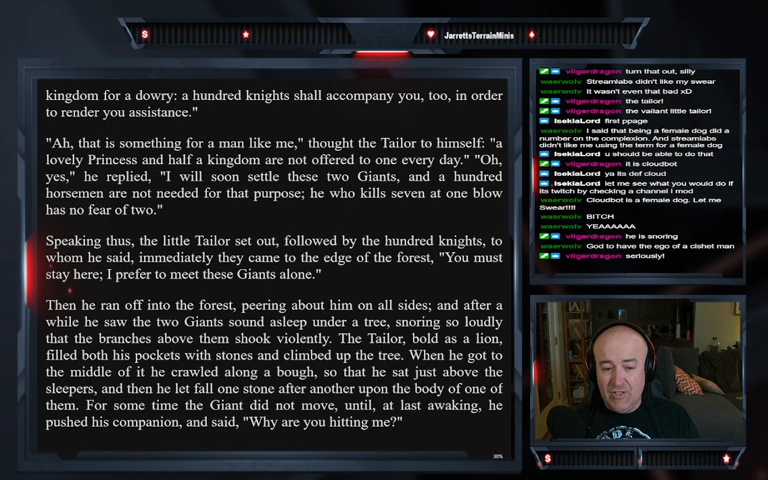 JarrettsTerrainMinis
kingdom for a dowry: a hundred knights shall accompany you, too, in order
to render you assistance."
"Ah, that is something for a man like me," thought the Tailor to himself: "a
lovely Princess and half a kingdom are not offered to one every day." "Oh,
yes," he replied, "I will soon settle these two Giants, and a hundred
horsemen are not needed for that purpose; he who kills seven at one blow
has no fear of two."
Speaking thus, the little Tailor set out, followed by the hundred knights, to
whom he said, immediately they came to the edge of the forest, "You must
stay here; I prefer to meet these Giants alone."
Then he ran off into the forest, peering about him on all sides; and after a
while he saw the two Giants sound asleep under a tree, snoring so loudly
that the branches above them shook violently. The Tailor, bold as a lion,
filled both his pockets with stones and climbed up the tree. When he got to
the middle of it he crawled along a bough, so that he sat just above the
sleepers, and then he let fall one stone after another upon the body of one of
them. For some time the Giant did not move, until, at last awaking, he
pushed his companion, and said, "Why are you hitting me?"
30%
vligerdragon turn that out, silly
waerwolv Streamlabs didn't like my swear
waerwolv It wasn't even that bad xD
vligerdragon the tailor!
vligerdragon the valiant little tailor!
IsekiaLord first ppage
waerwolv I said that being a female dog did a
number on the complexion. And streamlabs
didn't like me using the term for a female dog
IsekiaLord u should be able to do that
vligerdragon it is cloudbot
IsekiaLord ya its def cloud
IsekiaLord let me see what you would do if
its twitch by checking a channel i mod
waerwolv Cloudbot is a female dog. Let me
Swear!!!!
waerwolv BITCH
waerwolv YEAAAAAA
vligerdragon he is snoring
waerwolv God to have the ego of a cishet man
vligerdragon seriously!